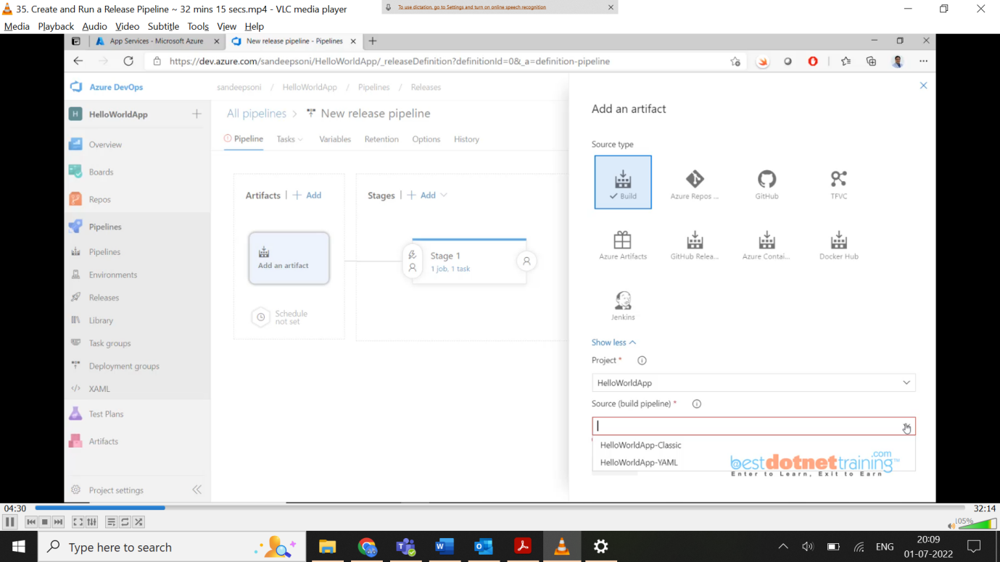 35. Create and Run a Release Pipeline ~ 32 mins 15 secs.mp4 - VLC media player
To use dictation, go to Settings and turn on online speech recognition
Media Playback Audio Video Subtitle Tools View Help
App Services - Microsoft Azure
New release pipeline - Pipelines
https://dev.azure.com/sandeepsoni/HelloWorldApp/_releaseDefinition?definitionId=0&_a=definition-pipeline
Azure DevOps
sandeepsoni / HelloWorldApp / Pipelines / Releases
H HelloWorldApp
Overview
Boards
Repos
Pipelines
Pipelines
Environments
Releases
Library
Task groups
Deployment groups
XAML
Test Plans
Artifacts
Project settings
All pipelines > New release pipeline
Pipeline Tasks Variables Retention Options History
Artifacts | + Add
Stages | + Add
Add an artifact
Stage 1
1 job, 1 task
Schedule
not set
Add an artifact
Source type
Build
Azure Repos ...
GitHub
TFVC
Azure Artifacts
GitHub Relea...
Azure Contai...
Docker Hub
Jenkins
Show less
Project *
HelloWorldApp
Source (build pipeline) *
HelloWorldApp-Classic
HelloWorldApp-YAML
@bestdotnettraining.com™
Enter to Learn, Exit to Earn
04:30
32:14
105%
Type here to search
ENG
20:09
01-07-2022